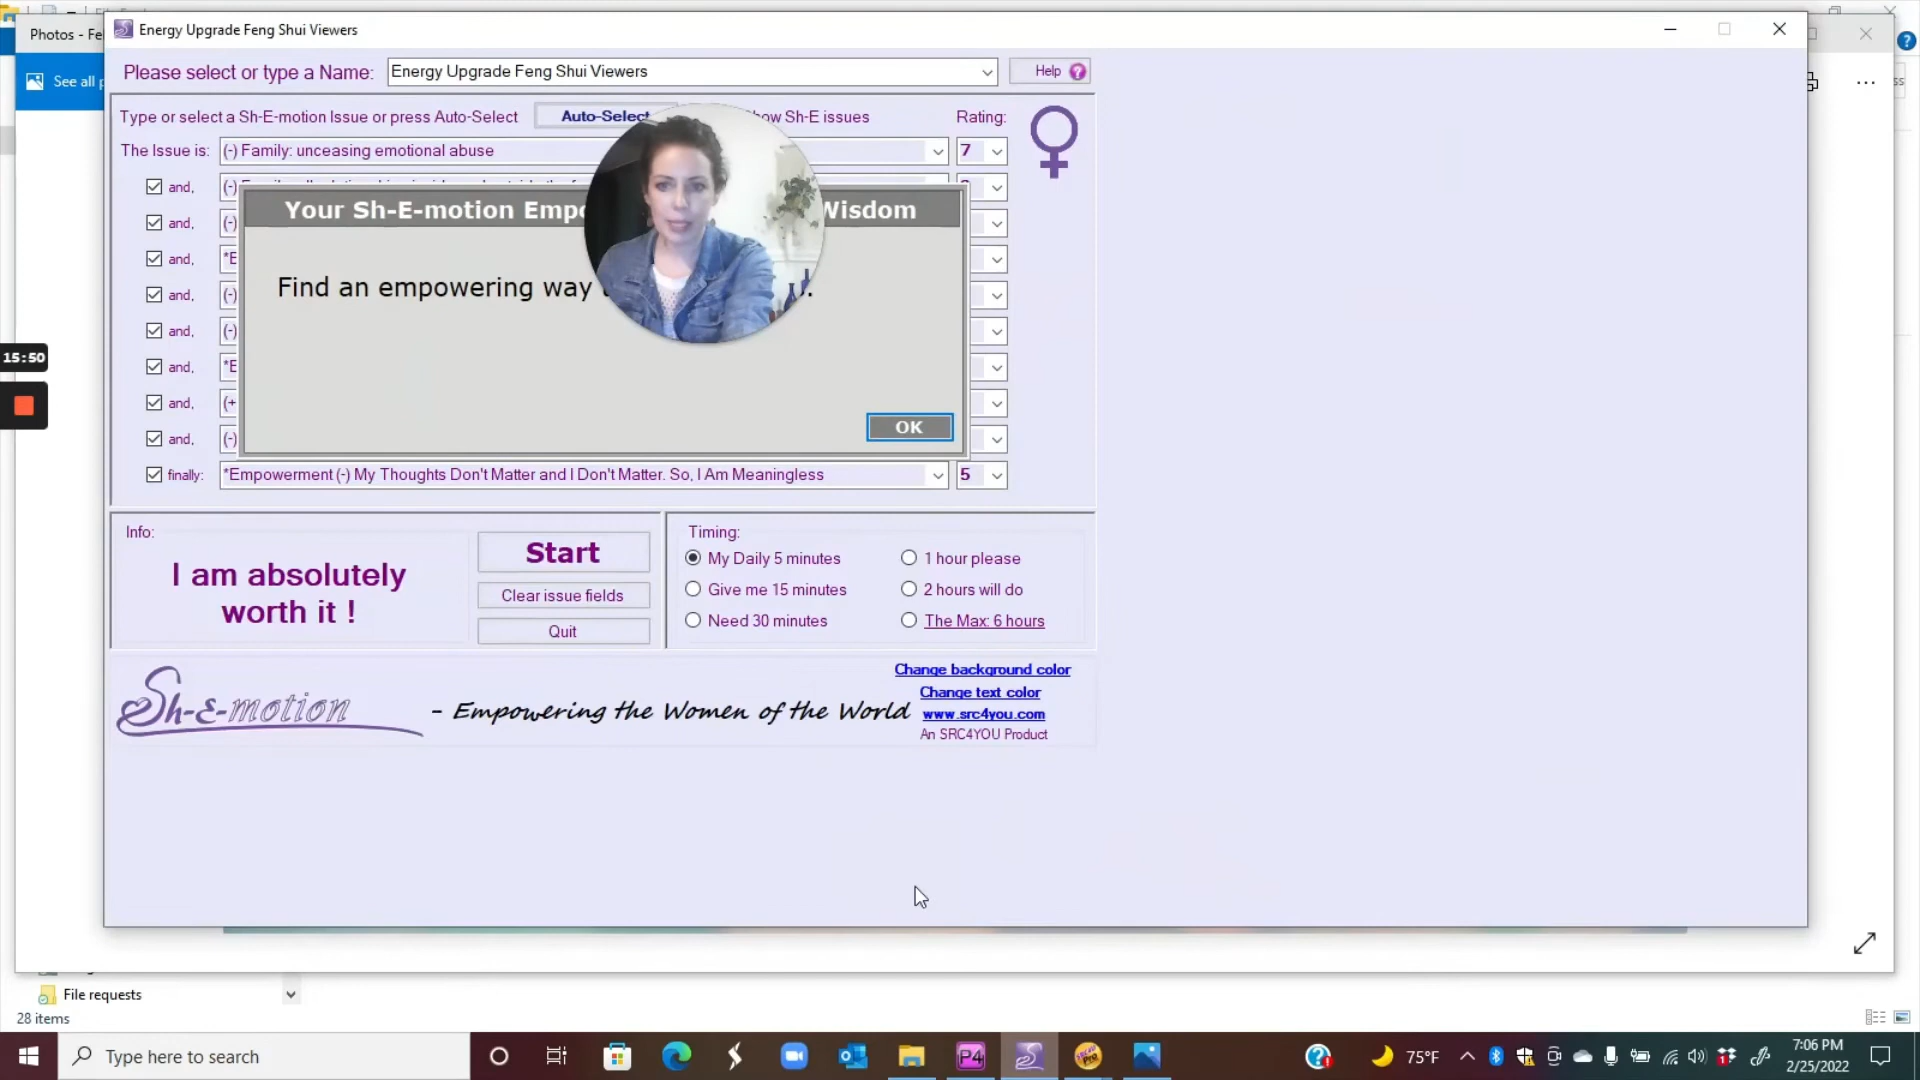 Photos - Fe
Energy Upgrade Feng Shui Viewers
See all
Please select or type a Name:
Energy Upgrade Feng Shui Viewers
Help
Type or select a Sh-E-motion Issue or press Auto-Select
Auto-Select
Sh-E issues
Rating:
The Issue is:
(-) Family: unceasing emotional abuse
7
and,
(-)
and,
(-)
and,
*E
and,
(-)
and,
(-)
and,
*E
and,
(+
and,
(-)
Your Sh-E-motion
Wisdom
Find an empowering way
OK
finally:
*Empowerment (-) My Thoughts Don't Matter and I Don't Matter. So, I Am Meaningless
5
15:50
Info:
I am absolutely
worth it !
Start
Clear issue fields
Quit
Timing:
My Daily 5 minutes
1 hour please
Give me 15 minutes
2 hours will do
Need 30 minutes
The Max: 6 hours
Sh-E-motion
- Empowering the Women of the World
Change background color
Change text color
www.src4you.com
An SRC4YOU Product
File requests
28 items
Type here to search
P4
75°F
7:06 PM
2/25/2022